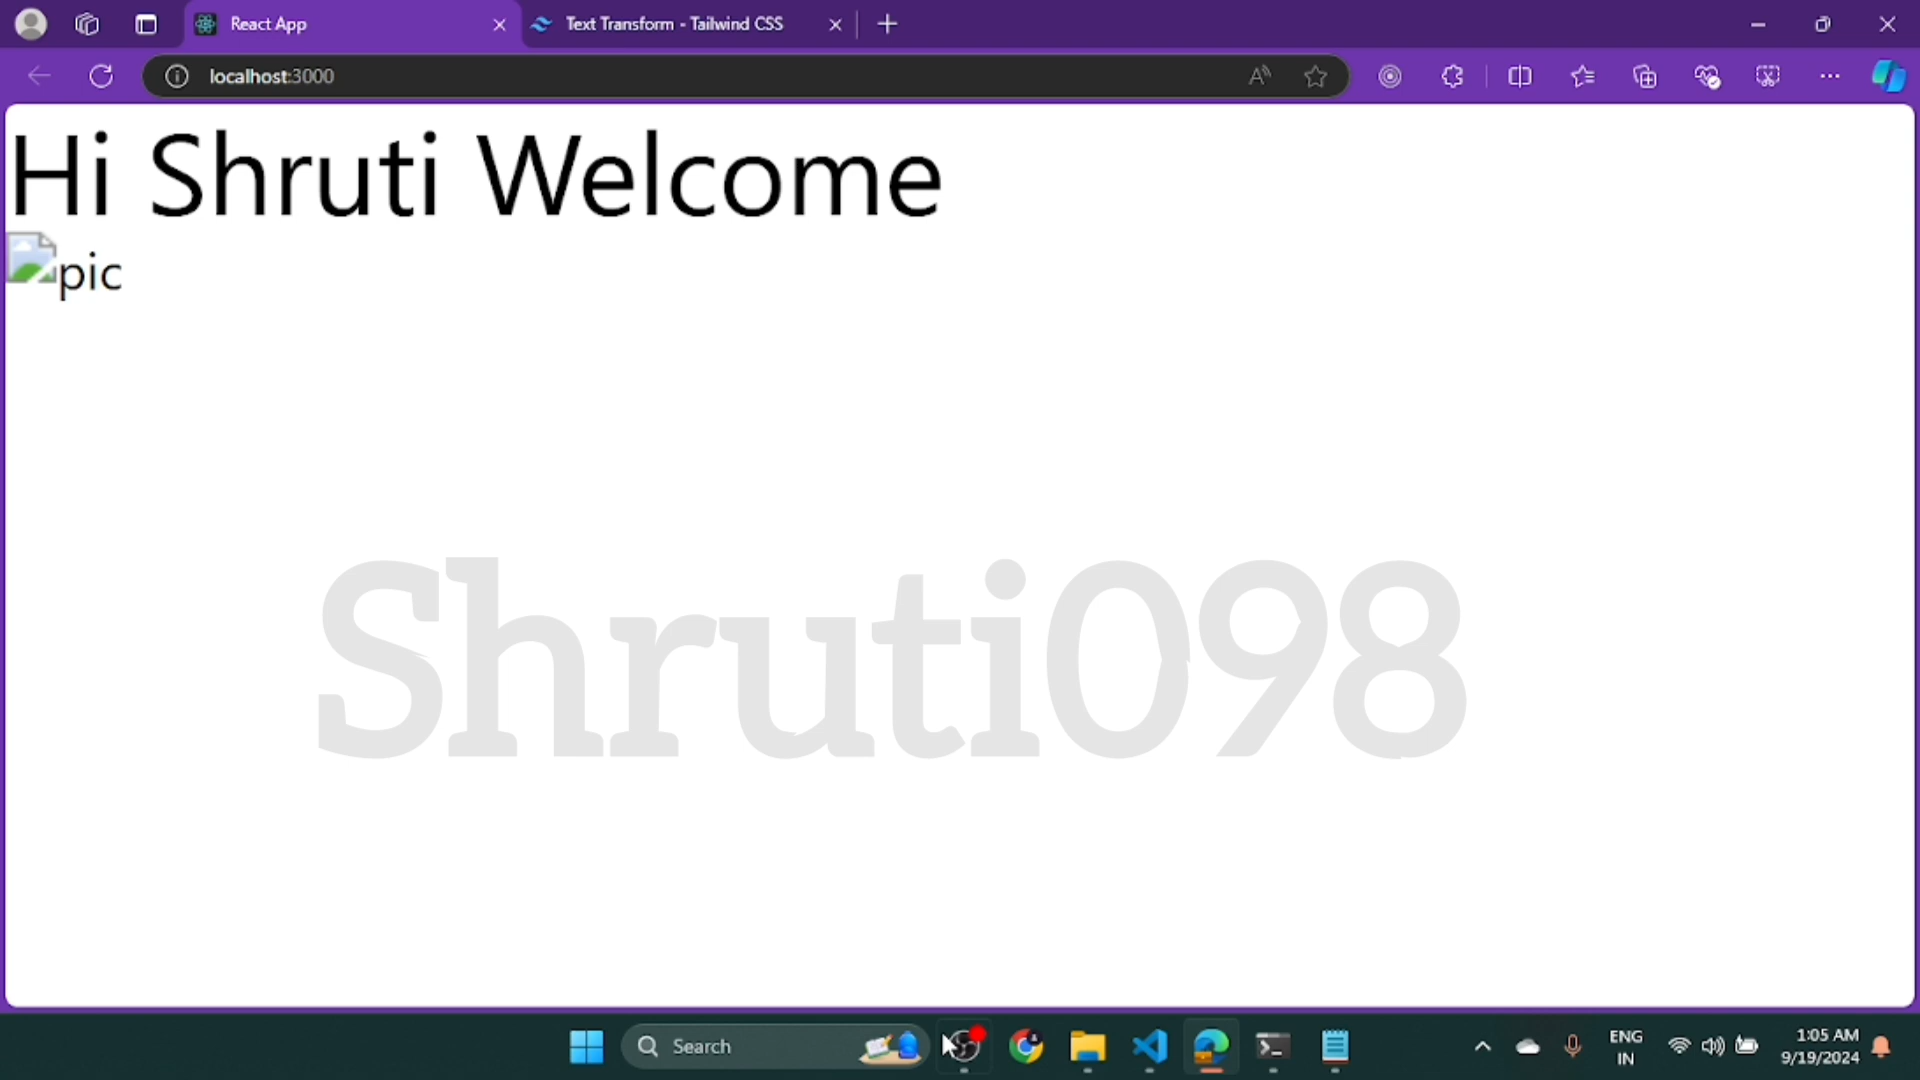 React App
Text Transform - Tailwind CSS
localhost:3000
Hi Shruti Welcome
pic
Shruti098
Search
ENG
IN
1:05 AM
9/19/2024